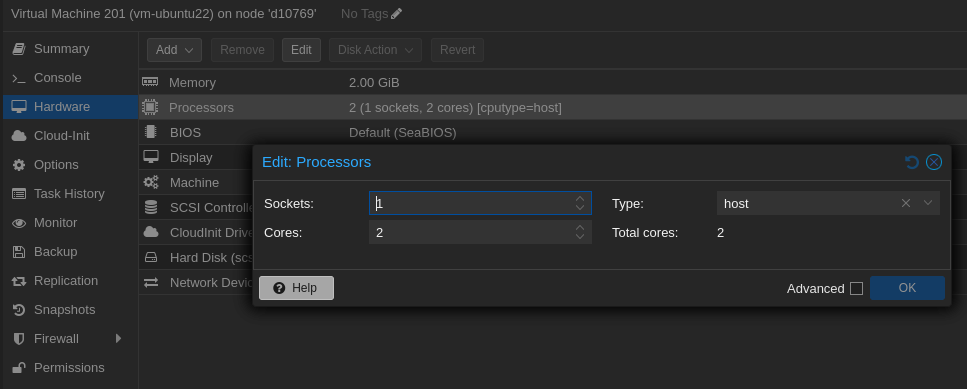 Virtual Machine 201 (vm-ubuntu22) on node 'd10769' No Tags
Summary
Console
Hardware
Cloud-Init
Options
Task History
Monitor
Backup
Replication
Snapshots
Firewall
Permissions
Add Remove Edit Disk Action Revert
Memory 2.00 GiB
Processors 2 (1 sockets, 2 cores) [cputype=host]
BIOS Default (SeaBIOS)
Display
Machine
SCSI Controlle
CloudInit Drive
Hard Disk (scs
Network Devic
Edit: Processors
Sockets: 1 Type: host
Cores: 2 Total cores: 2
Help Advanced OK